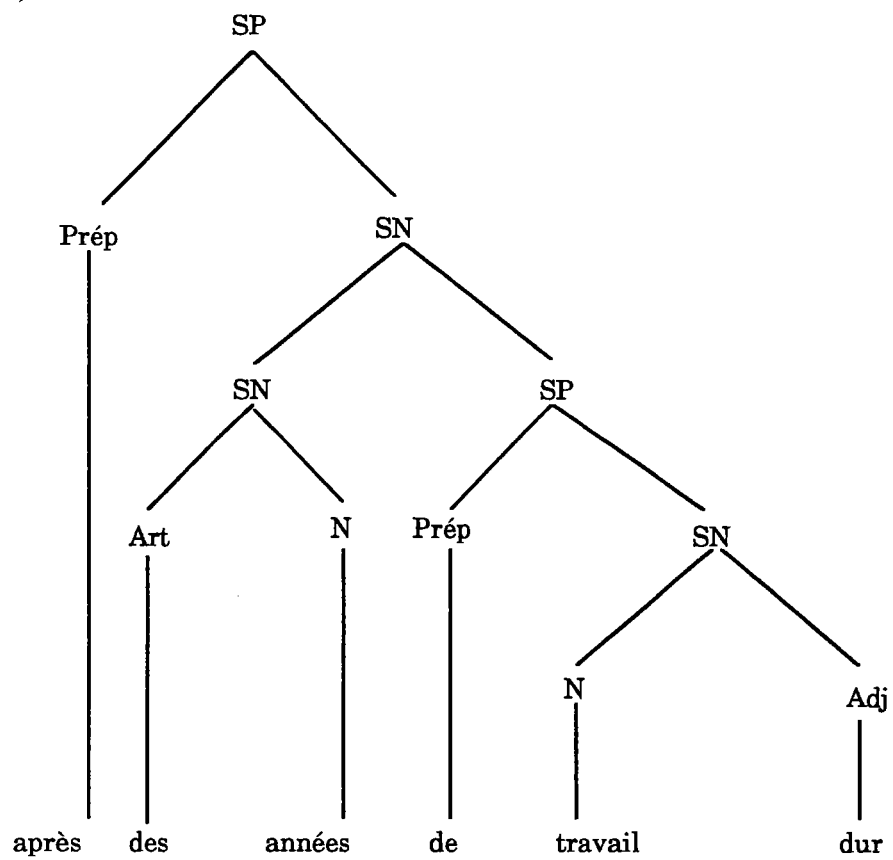 SP
Prép SN
SN SP
Art N Prép SN
N Adj
après des années de travail dur